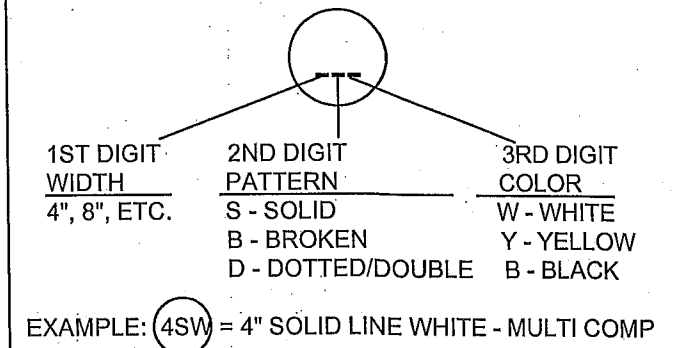 1ST DIGIT 2ND DIGIT 3RD DIGIT
WIDTH PATTERN COLOR
4", 8", ETC. S - SOLID W - WHITE
B - BROKEN Y - YELLOW
D - DOTTED/DOUBLE B - BLACK
EXAMPLE: 4SW = 4" SOLID LINE WHITE - MULTI COMP